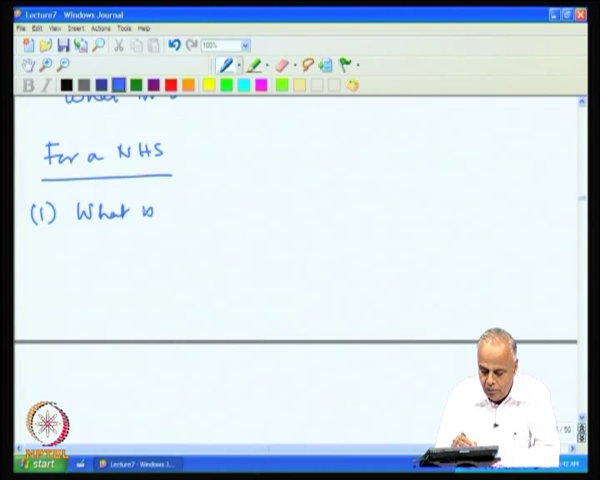 Lecture7 - Windows Journal
File Edit View Insert Actions Tools Help
100%
B I
For a NHS
(1) What is
/ 50
NPTEL
start
Lecture7 - Windows J...